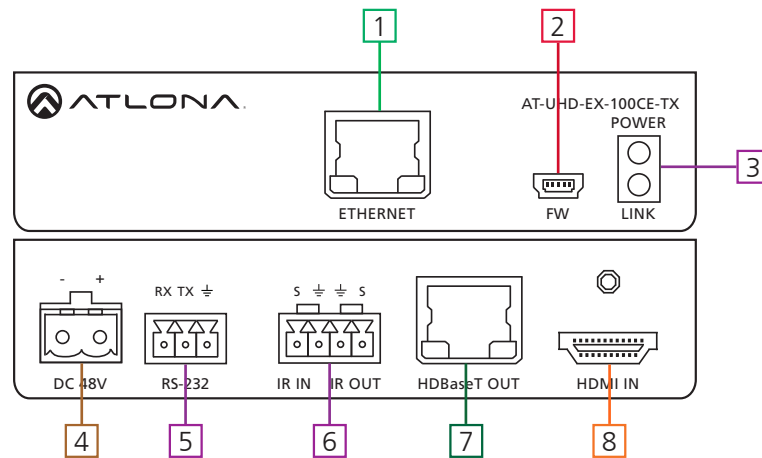 1
2
ATLONA
AT-UHD-EX-100CE-TX
POWER
3
ETHERNET
FW
LINK
- +
RX TX
S S
DC 48V
RS-232
IR IN IR OUT
HDBaseT OUT
HDMI IN
4
5
6
7
8